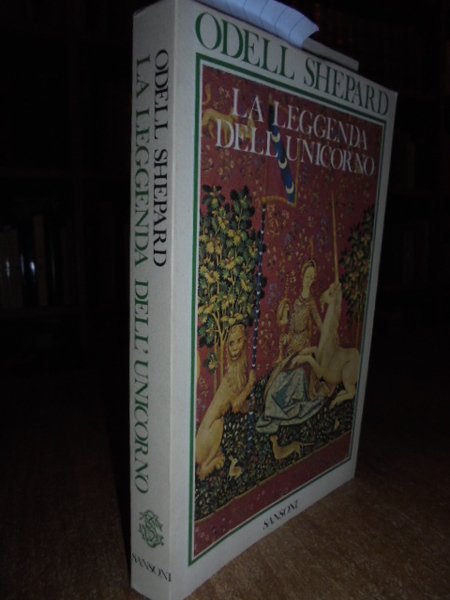 ODELL SHEPARD
LA LEGGENDA
DELL'UNICORNO
SANSONI
ODELL SHEPARD
LA LEGGENDA DELL'UNICORNO
SANSONI